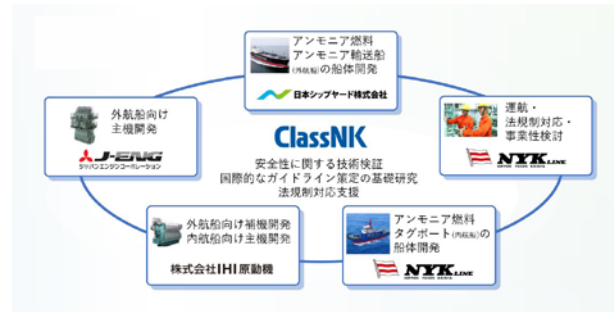 アンモニア燃料
アンモニア輸送船
(外航船)の船体開発
日本シップヤード株式会社
外航船向け
主機開発
J-ENG
ジャパンエンジンコーポレーション
運航・
法規制対応・
事業性検討
NYK LINE
NIPPON YUSEN KAISHA
ClassNK
安全性に関する技術検証
国際的なガイドライン策定の基礎研究
法規制対応支援
外航船向け補機開発
内航船向け主機開発
株式会社IHI原動機
アンモニア燃料
タグボート(内航船)の
船体開発
NYK LINE
NIPPON YUSEN KAISHA